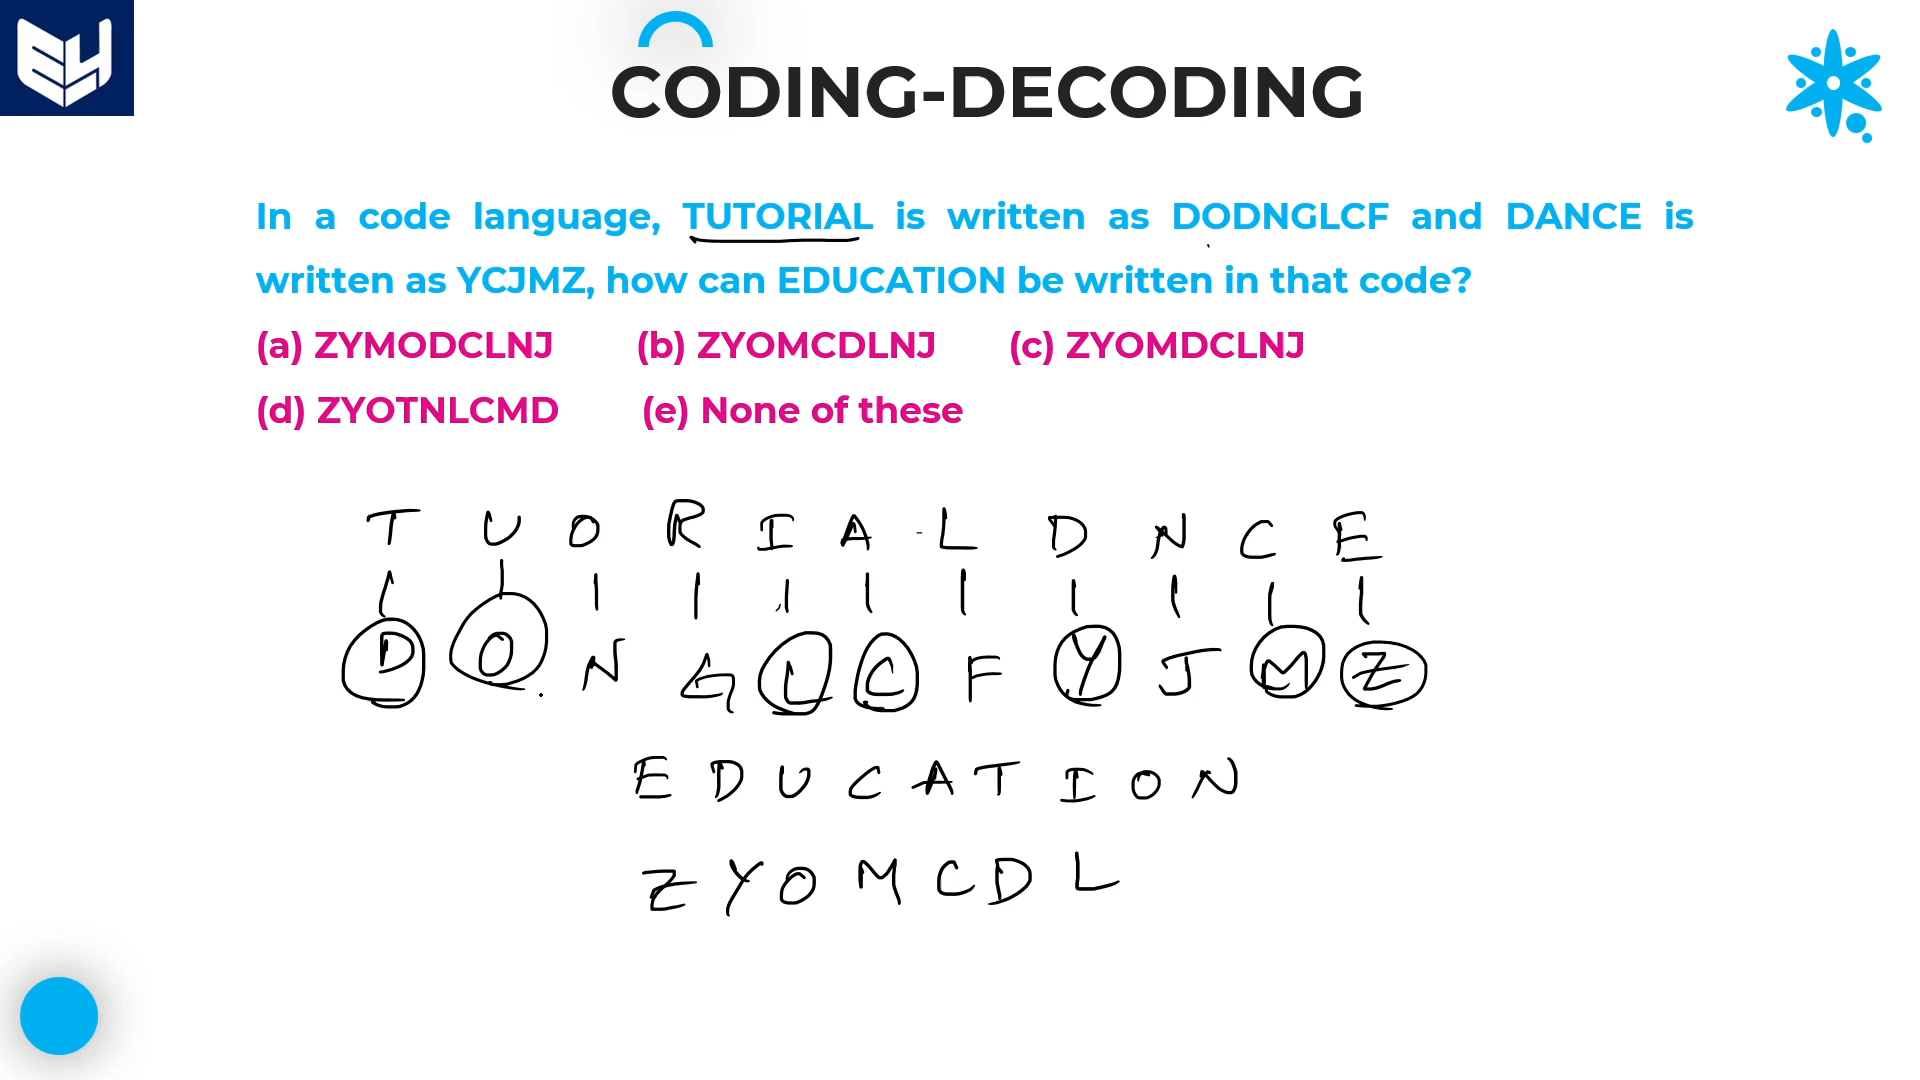 CODING-DECODING
In a code language, TUTORIAL is written as DODNGLCF and DANCE is
written as YCJMZ, how can EDUCATION be written in that code?
(a) ZYMODCLNJ (b) ZYOMCDLNJ (c) ZYOMDCLNJ
(d) ZYOTNLCMD (e) None of these
T U O R I A L D N C E
D O N G L C F Y J M Z
E D U C A T I O N
Z Y O M C D L